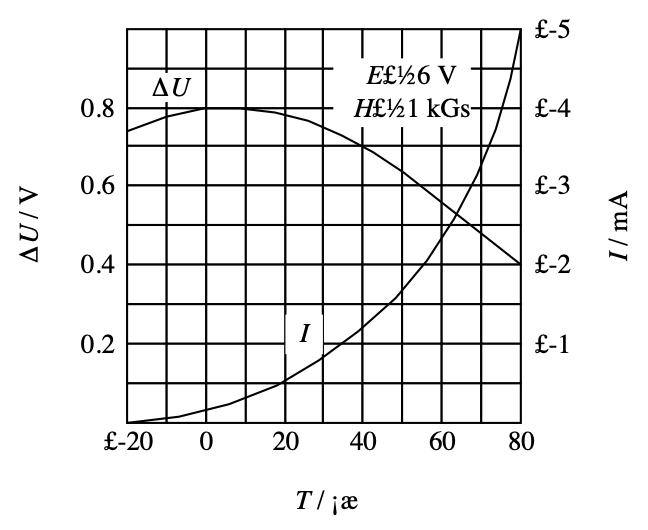 ΔU
E£½6 V
H£½1 kGs
I
0.8
0.6
0.4
0.2
£-5
£-4
£-3
£-2
£-1
£-20 0 20 40 60 80
ΔU / V
I / mA
T / ¡æ